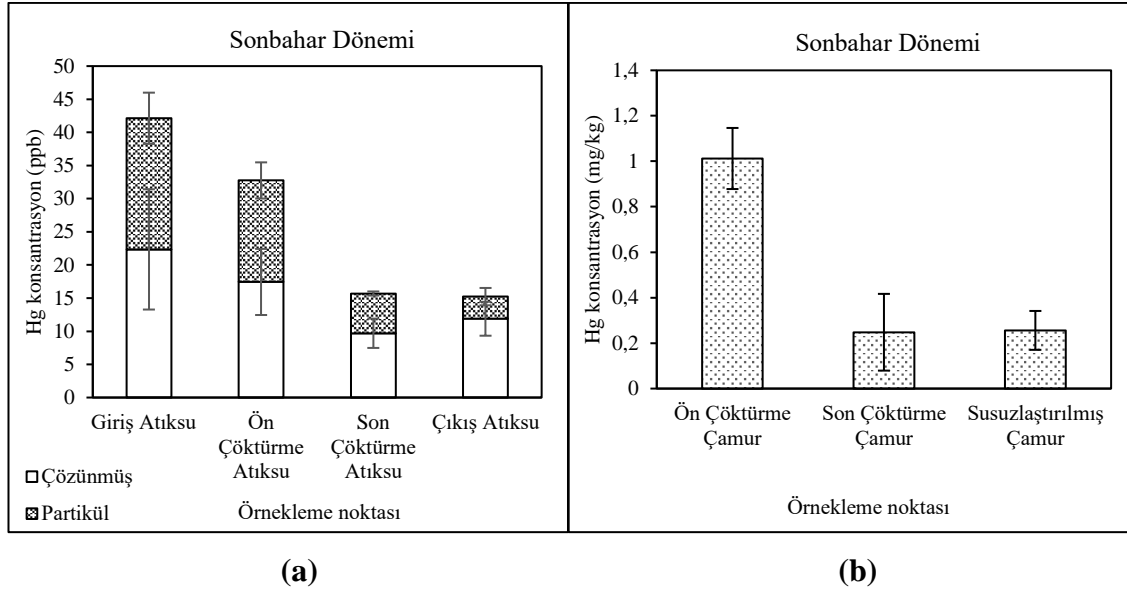 Sonbahar Dönemi
Hg konsantrasyon (ppb)
50
45
40
35
30
25
20
15
10
5
0
Giriş Atıksu
Ön
Çöktürme
Atıksu
Son
Çöktürme
Atıksu
Çıkış Atıksu
Çözünmüş
Partikül
Örnekleme noktası
(a)
Sonbahar Dönemi
Hg konsantrasyon (mg/kg)
1,4
1,2
1
0,8
0,6
0,4
0,2
0
Ön Çöktürme
Çamur
Son Çöktürme
Çamur
Susuzlaştırılmış
Çamur
Örnekleme noktası
(b)